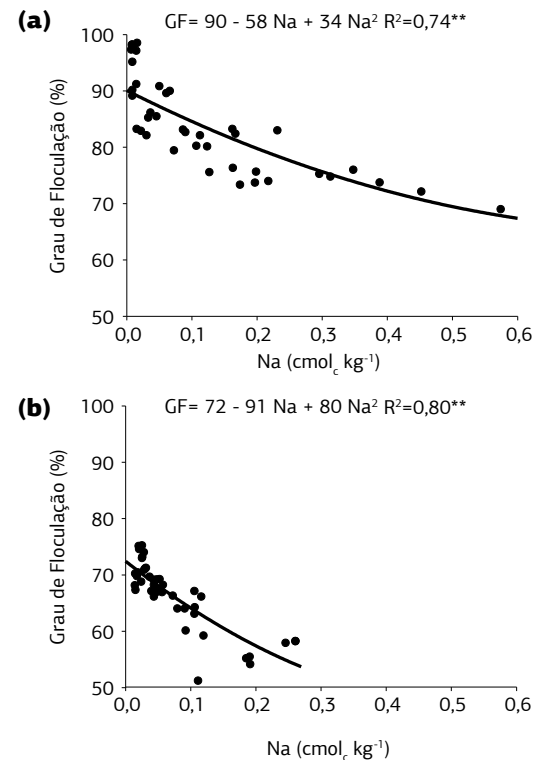 (a)
GF= 90 - 58 Na + 34 Na² R²=0,74**
Grau de Floculação (%)
100
90
80
70
60
50
0,0 0,1 0,2 0,3 0,4 0,5 0,6
Na (cmol꜀ kg⁻¹)
(b)
GF= 72 - 91 Na + 80 Na² R²=0,80**
Grau de Floculação (%)
100
90
80
70
60
50
0,0 0,1 0,2 0,3 0,4 0,5 0,6
Na (cmol꜀ kg⁻¹)